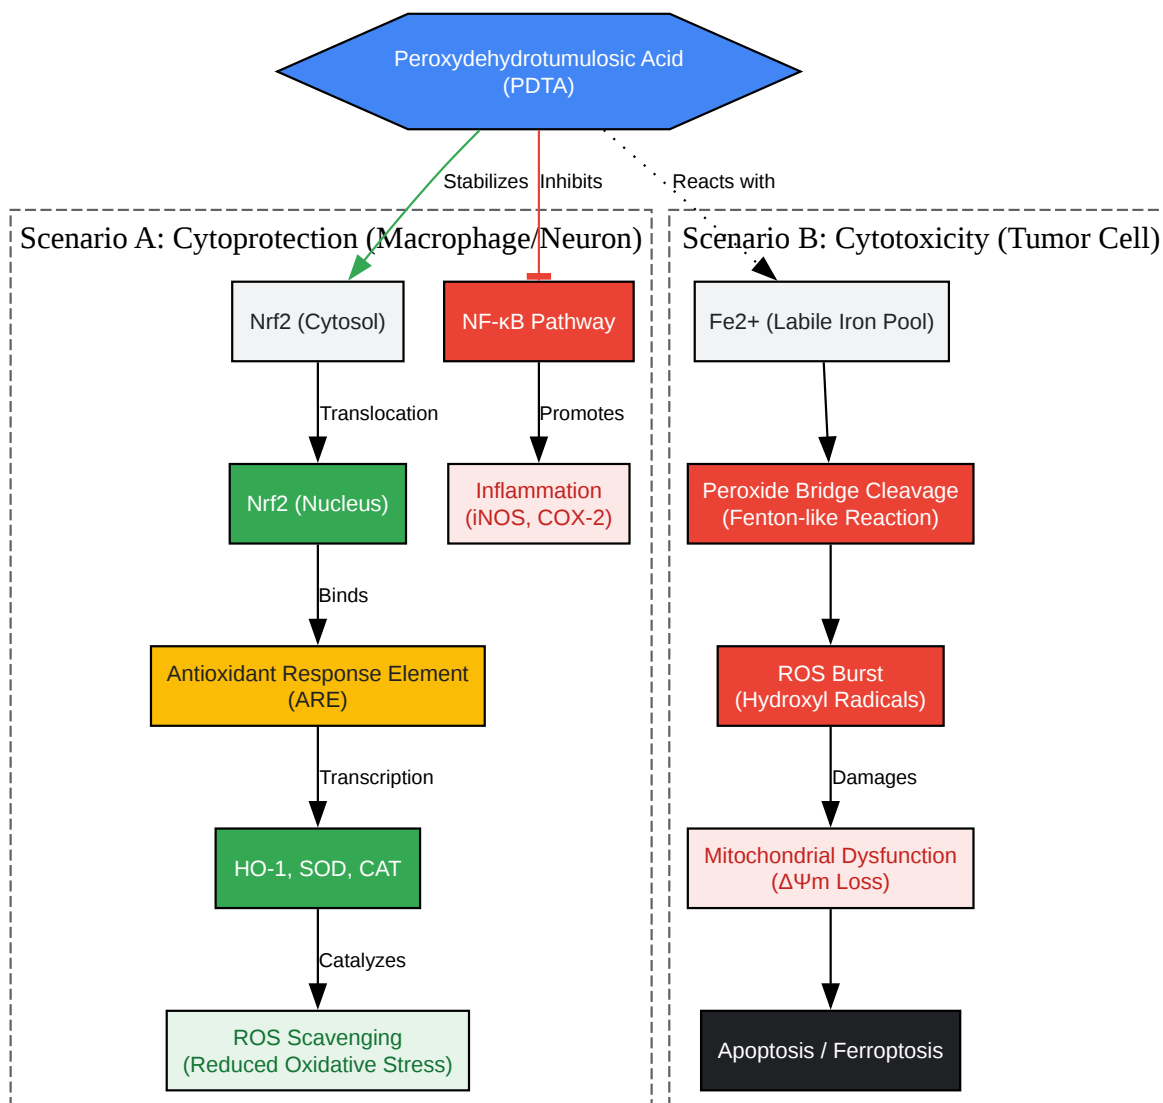 Peroxydehydrotumulosic Acid
(PDTA)
Stabilizes
Inhibits
Reacts with
Scenario A: Cytoprotection (Macrophage/Neuron)
Scenario B: Cytotoxicity (Tumor Cell)
Nrf2 (Cytosol)
NF-κB Pathway
Fe2+ (Labile Iron Pool)
Translocation
Promotes
Nrf2 (Nucleus)
Inflammation
(iNOS, COX-2)
Peroxide Bridge Cleavage
(Fenton-like Reaction)
Binds
Antioxidant Response Element
(ARE)
ROS Burst
(Hydroxyl Radicals)
Transcription
Damages
HO-1, SOD, CAT
Mitochondrial Dysfunction
(ΔΨm Loss)
Catalyzes
ROS Scavenging
(Reduced Oxidative Stress)
Apoptosis / Ferroptosis